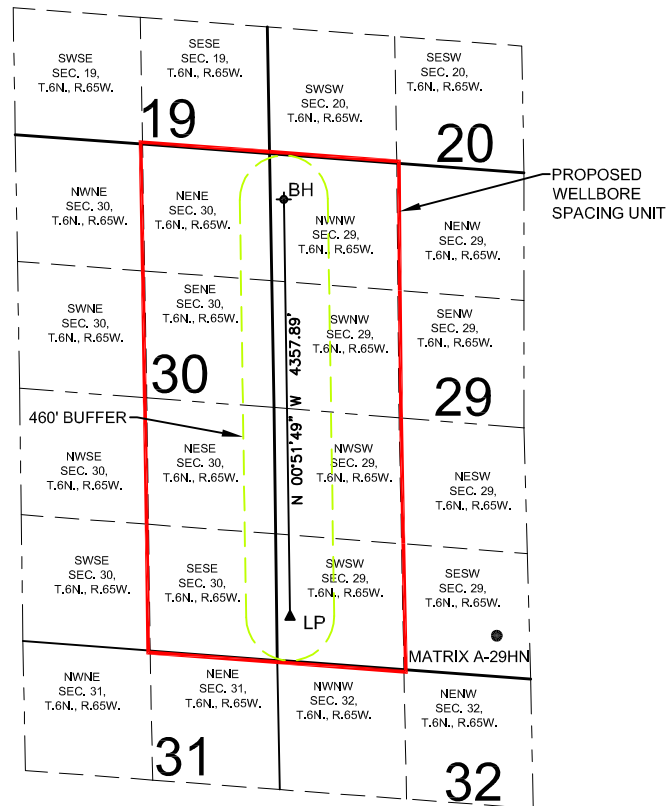 SWSE
SEC. 19,
T.6N., R.65W.
SESE
SEC. 19,
T.6N., R.65W.
SWSW
SEC. 20,
T.6N., R.65W.
SESW
SEC. 20,
T.6N., R.65W.
19
20
PROPOSED
WELLBORE
SPACING UNIT
NWNE
SEC. 30,
T.6N., R.65W.
NENE
SEC. 30,
T.6N., R.65W.
BH
NWNW
SEC. 29,
T.6N., R.65W.
NENW
SEC. 29,
T.6N., R.65W.
SWNE
SEC. 30,
T.6N., R.65W.
SENE
SEC. 30,
T.6N., R.65W.
N 00°51'49" W 4357.89'
SWNW
SEC. 29,
T.6N., R.65W.
SENW
SEC. 29,
T.6N., R.65W.
30
29
460' BUFFER
NWSE
SEC. 30,
T.6N., R.65W.
NESE
SEC. 30,
T.6N., R.65W.
NWSW
SEC. 29,
T.6N., R.65W.
NESW
SEC. 29,
T.6N., R.65W.
SWSE
SEC. 30,
T.6N., R.65W.
SESE
SEC. 30,
T.6N., R.65W.
SWSW
SEC. 29,
T.6N., R.65W.
SESW
SEC. 29,
T.6N., R.65W.
LP
MATRIX A-29HN
NWNE
SEC. 31,
T.6N., R.65W.
NENE
SEC. 31,
T.6N., R.65W.
NWNW
SEC. 32,
T.6N., R.65W.
NENW
SEC. 32,
T.6N., R.65W.
31
32